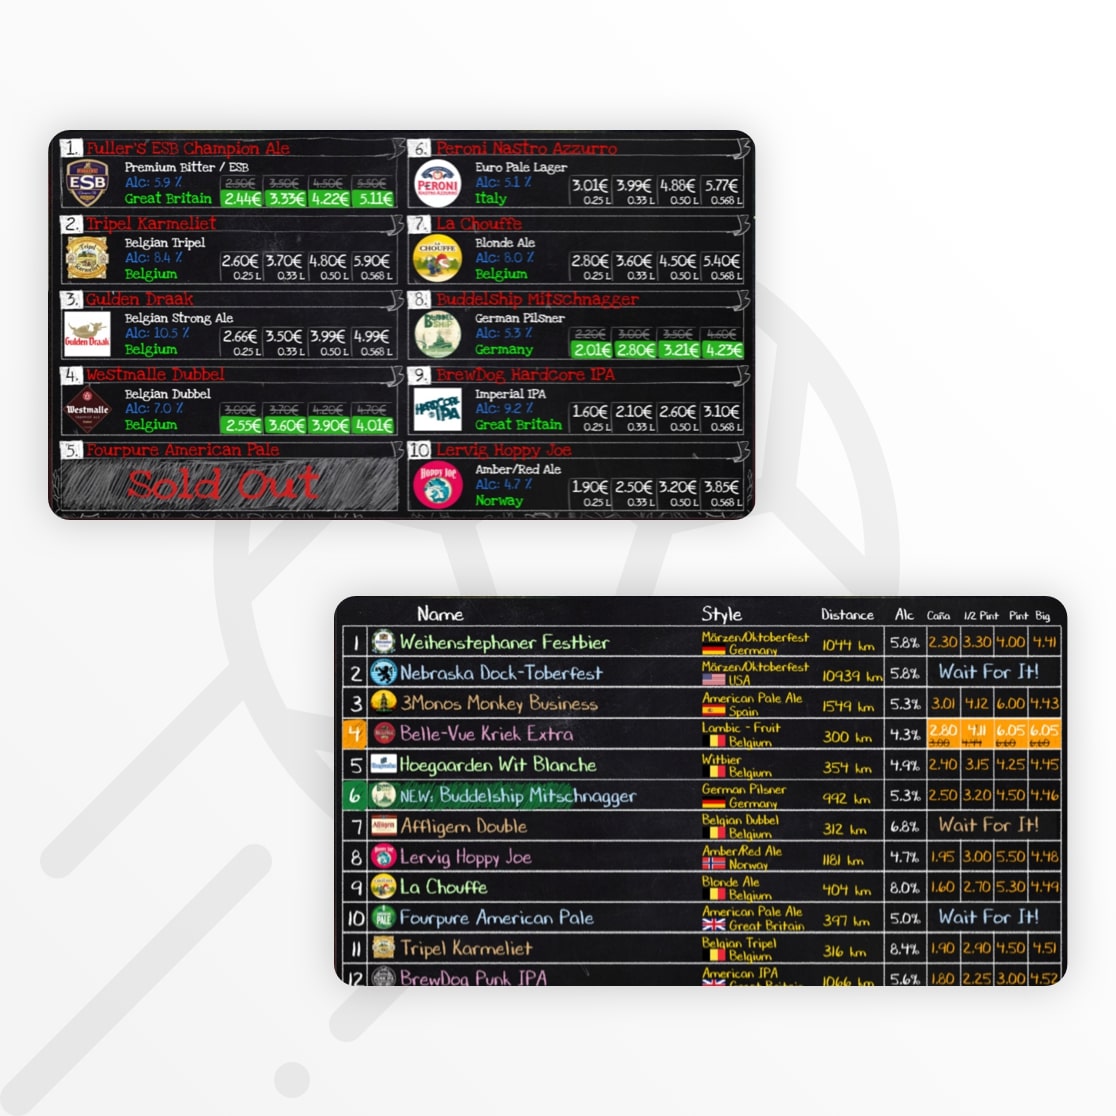 1. Fuller's ESB Champion Ale
ESB
Premium Bitter / ESB
Alc: 5.9 %
2.50€ 3.50€ 4.50€ 5.50€
Great Britain 2.44€ 3.33€ 4.22€ 5.11€
2. Tripel Karmeliet
Belgian Tripel
Alc: 8.4 %
2.60€ 3.70€ 4.80€ 5.90€
Belgium 0.25 L 0.33 L 0.50 L 0.568 L
3. Gulden Draak
Gulden Draak
Belgian Strong Ale
Alc: 10.5 %
2.66€ 3.50€ 3.99€ 4.99€
Belgium 0.25 L 0.33 L 0.50 L 0.568 L
4. Westmalle Dubbel
Westmalle
Belgian Dubbel
Alc: 7.0 %
3.00€ 3.70€ 4.20€ 4.70€
Belgium 2.55€ 3.60€ 3.90€ 4.01€
5. Fourpure American Pale
Sold Out
6. Peroni Nastro Azzurro
PERONI
Euro Pale Lager
Alc: 5.1 %
3.01€ 3.99€ 4.88€ 5.77€
Italy 0.25 L 0.33 L 0.50 L 0.568 L
7. La Chouffe
CHOUFFE
Blonde Ale
Alc: 8.0 %
2.80€ 3.60€ 4.50€ 5.40€
Belgium 0.25 L 0.33 L 0.50 L 0.568 L
8. Buddelship Mitschnagger
German Pilsner
Alc: 5.3 %
2.20€ 3.00€ 3.50€ 4.60€
Germany 2.01€ 2.80€ 3.21€ 4.23€
9. BrewDog Hardcore IPA
HARDCORE IPA
Imperial IPA
Alc: 9.2 %
1.60€ 2.10€ 2.60€ 3.10€
Great Britain 0.25 L 0.33 L 0.50 L 0.568 L
10. Lervig Hoppy Joe
HOPPY JOE
Amber/Red Ale
Alc: 4.7 %
1.90€ 2.50€ 3.20€ 3.85€
Norway 0.25 L 0.33 L 0.50 L 0.568 L
Name Style Distance Alc Caña 1/2 Pint Pint Big
1 Weihenstephaner Festbier Märzen/Oktoberfest Germany 1044 km 5.8% 2.30 3.30 4.00 4.41
2 Nebraska Dock-Toberfest Märzen/Oktoberfest USA 10939 km 5.8% Wait For It!
3 3Monos Monkey Business American Pale Ale Spain 1549 km 5.3% 3.01 4.12 6.00 4.43
4 Belle-Vue Kriek Extra Lambic - Fruit Belgium 300 km 4.3% 2.80 4.11 6.05 6.05
3.00 4.44 6.60 6.60
5 Hoegaarden Wit Blanche Witbier Belgium 354 km 4.9% 2.40 3.15 4.25 4.45
6 NEW: Buddelship Mitschnagger German Pilsner Germany 992 km 5.3% 2.50 3.20 4.50 4.46
7 Affligem Double Belgian Dubbel Belgium 312 km 6.8% Wait For It!
8 Lervig Hoppy Joe Amber/Red Ale Norway 1181 km 4.7% 1.95 3.00 5.50 4.48
9 La Chouffe Blonde Ale Belgium 404 km 8.0% 1.60 2.70 5.30 4.49
10 Fourpure American Pale American Pale Ale Great Britain 397 km 5.0% Wait For It!
11 Tripel Karmeliet Belgian Tripel Belgium 316 km 8.4% 1.90 2.90 4.50 4.51
12 BrewDog Punk IPA American IPA Great Britain 1066 km 5.6% 1.80 2.25 3.00 4.52